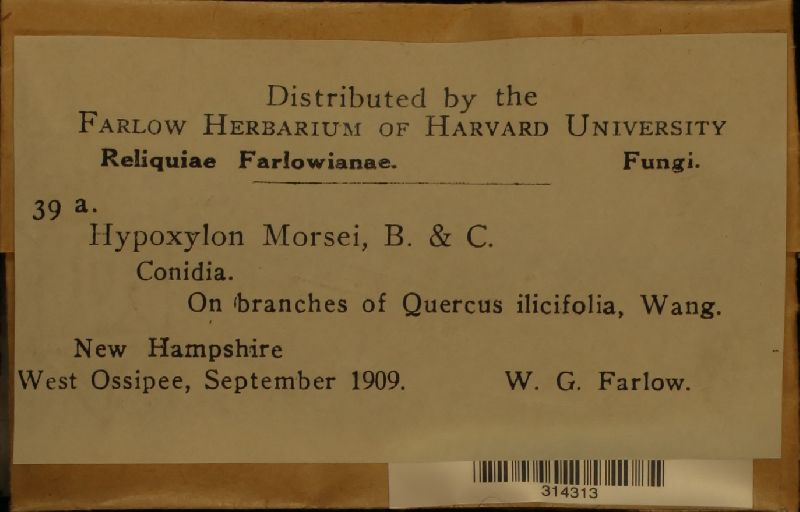 Distributed by the
FARLOW HERBARIUM OF HARVARD UNIVERSITY
Reliquiae Farlowianae. Fungi.
39 a.
Hypoxylon Morsei, B. & C.
Conidia.
On branches of Quercus ilicifolia, Wang.
New Hampshire
West Ossipee, September 1909. W. G. Farlow.
314313